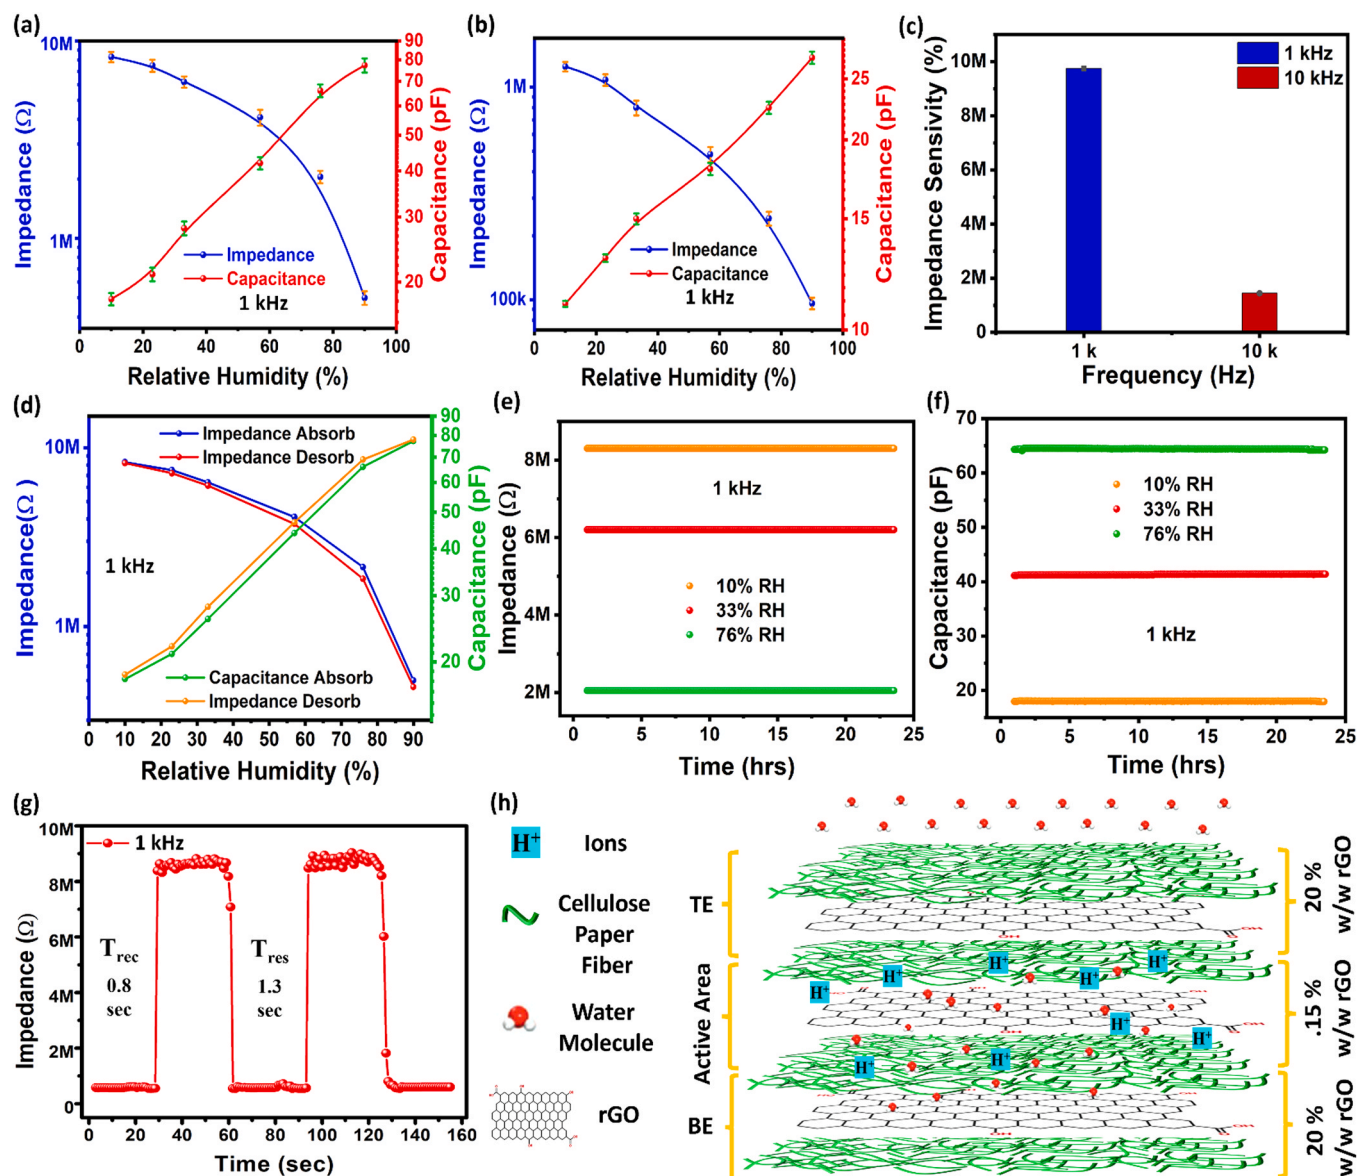 (a)
10M
1M
Impedance (Ω)
90
80
70
60
50
40
30
20
Capacitance (pF)
Impedance
Capacitance
1 kHz
0 20 40 60 80 100
Relative Humidity (%)
(b)
1M
100k
Impedance (Ω)
25
20
15
10
Capacitance (pF)
Impedance
Capacitance
1 kHz
0 20 40 60 80 100
Relative Humidity (%)
(c)
10M
8M
6M
4M
2M
0
Impedance Sensivity (%)
1 kHz
10 kHz
1 k 10 k
Frequency (Hz)
(d)
10M
1M
Impedance(Ω)
90
80
70
60
50
40
30
20
Capacitance (pF)
Impedance Absorb
Impedance Desorb
1 kHz
Capacitance Absorb
Impedance Desorb
0 10 20 30 40 50 60 70 80 90
Relative Humidity (%)
(e)
8M
6M
4M
2M
Impedance (Ω)
1 kHz
10% RH
33% RH
76% RH
0 5 10 15 20 25
Time (hrs)
(f)
70
60
50
40
30
20
Capacitance (pF)
10% RH
33% RH
76% RH
1 kHz
0 5 10 15 20 25
Time (hrs)
(g)
10M
8M
6M
4M
2M
0
Impedance (Ω)
1 kHz
Trec
0.8
sec
Tres
1.3
sec
0 20 40 60 80 100 120 140 160
Time (sec)
(h)
H+
Ions
Cellulose
Paper
Fiber
Water
Molecule
rGO
TE
Active Area
BE
H+
H+
H+
H+
H+
H+
H+
H+
H+
20 %
w/w rGO
15 %
w/w rGO
20 %
w/w rGO